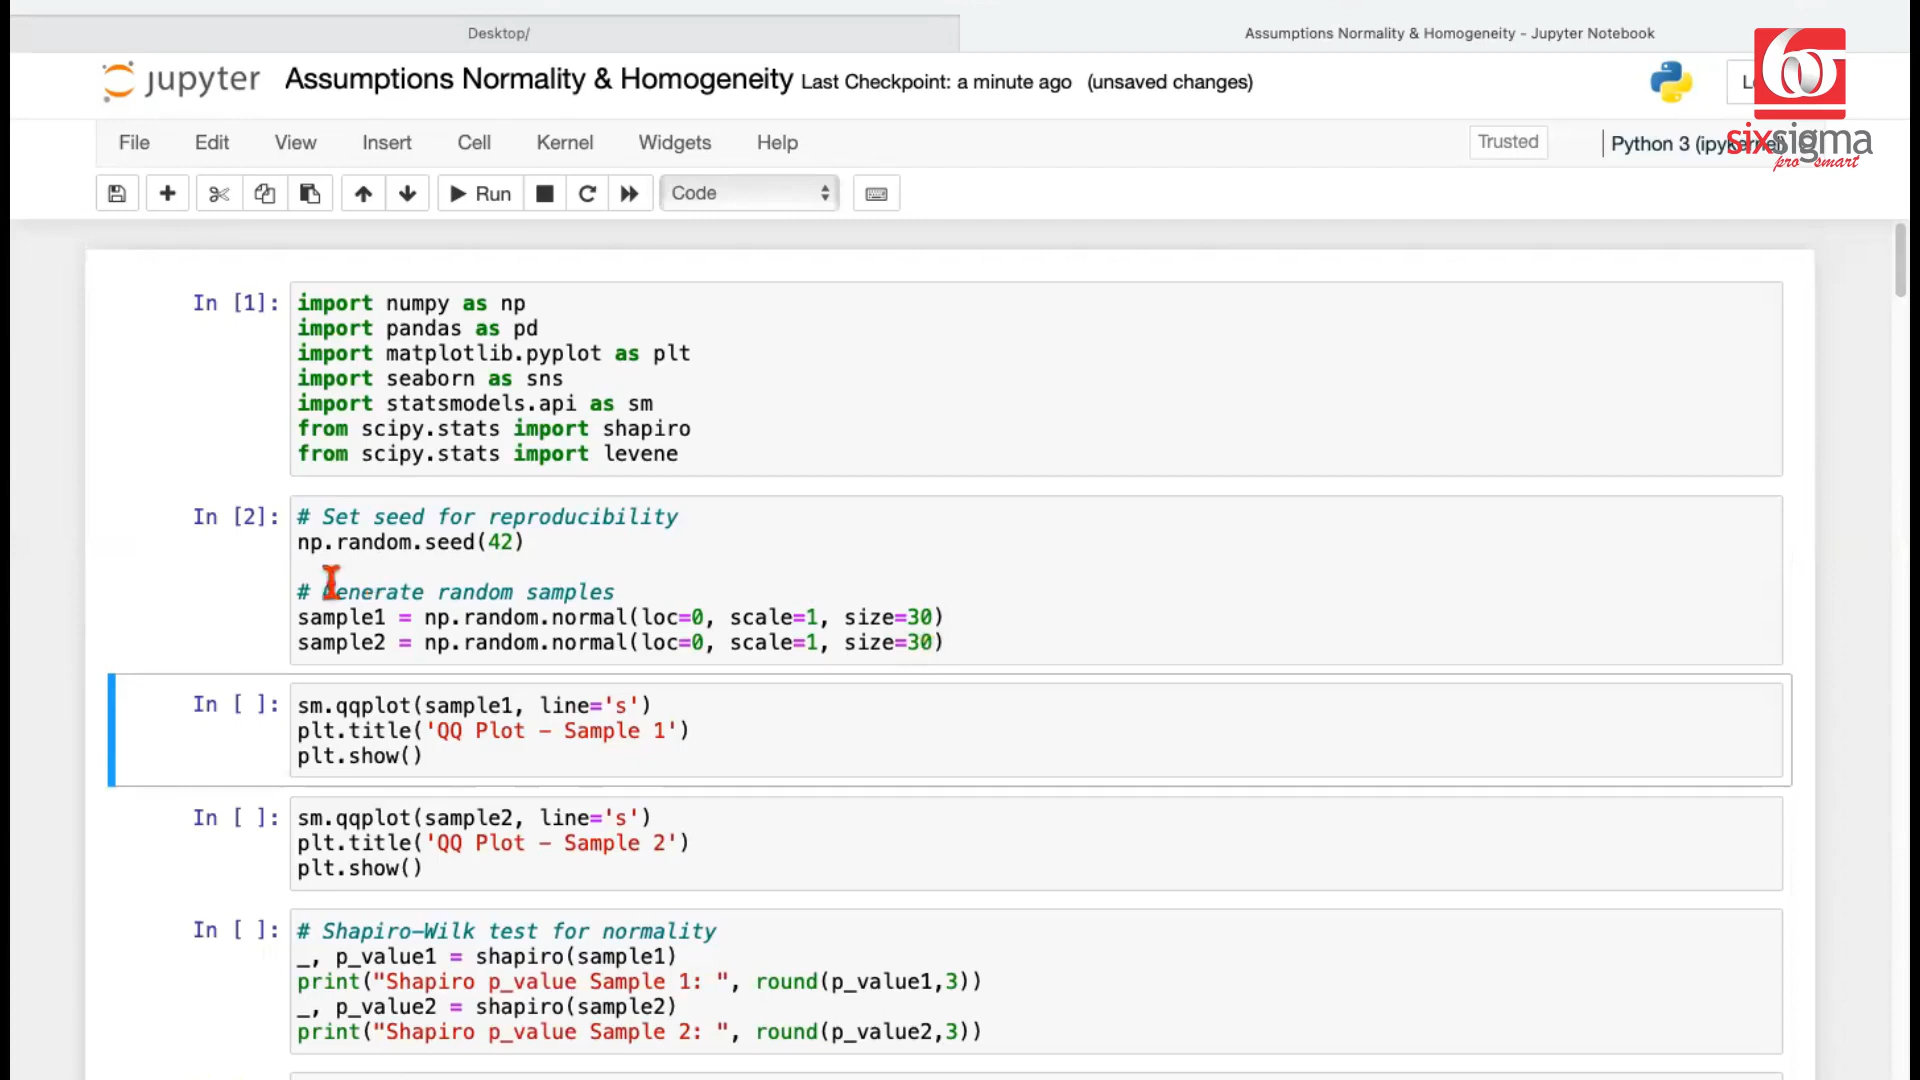 Desktop/
Assumptions Normality & Homogeneity - Jupyter Notebook
jupyter Assumptions Normality & Homogeneity Last Checkpoint: a minute ago (unsaved changes)
sixsigma
pro smart
File Edit View Insert Cell Kernel Widgets Help
Trusted
Python 3
Run
Code
In [1]:
import numpy as np
import pandas as pd
import matplotlib.pyplot as plt
import seaborn as sns
import statsmodels.api as sm
from scipy.stats import shapiro
from scipy.stats import levene
In [2]:
# Set seed for reproducibility
np.random.seed(42)
# Generate random samples
sample1 = np.random.normal(loc=0, scale=1, size=30)
sample2 = np.random.normal(loc=0, scale=1, size=30)
In [ ]:
sm.qqplot(sample1, line='s')
plt.title('QQ Plot – Sample 1')
plt.show()
In [ ]:
sm.qqplot(sample2, line='s')
plt.title('QQ Plot – Sample 2')
plt.show()
In [ ]:
# Shapiro–Wilk test for normality
_, p_value1 = shapiro(sample1)
print("Shapiro p_value Sample 1: ", round(p_value1,3))
_, p_value2 = shapiro(sample2)
print("Shapiro p_value Sample 2: ", round(p_value2,3))